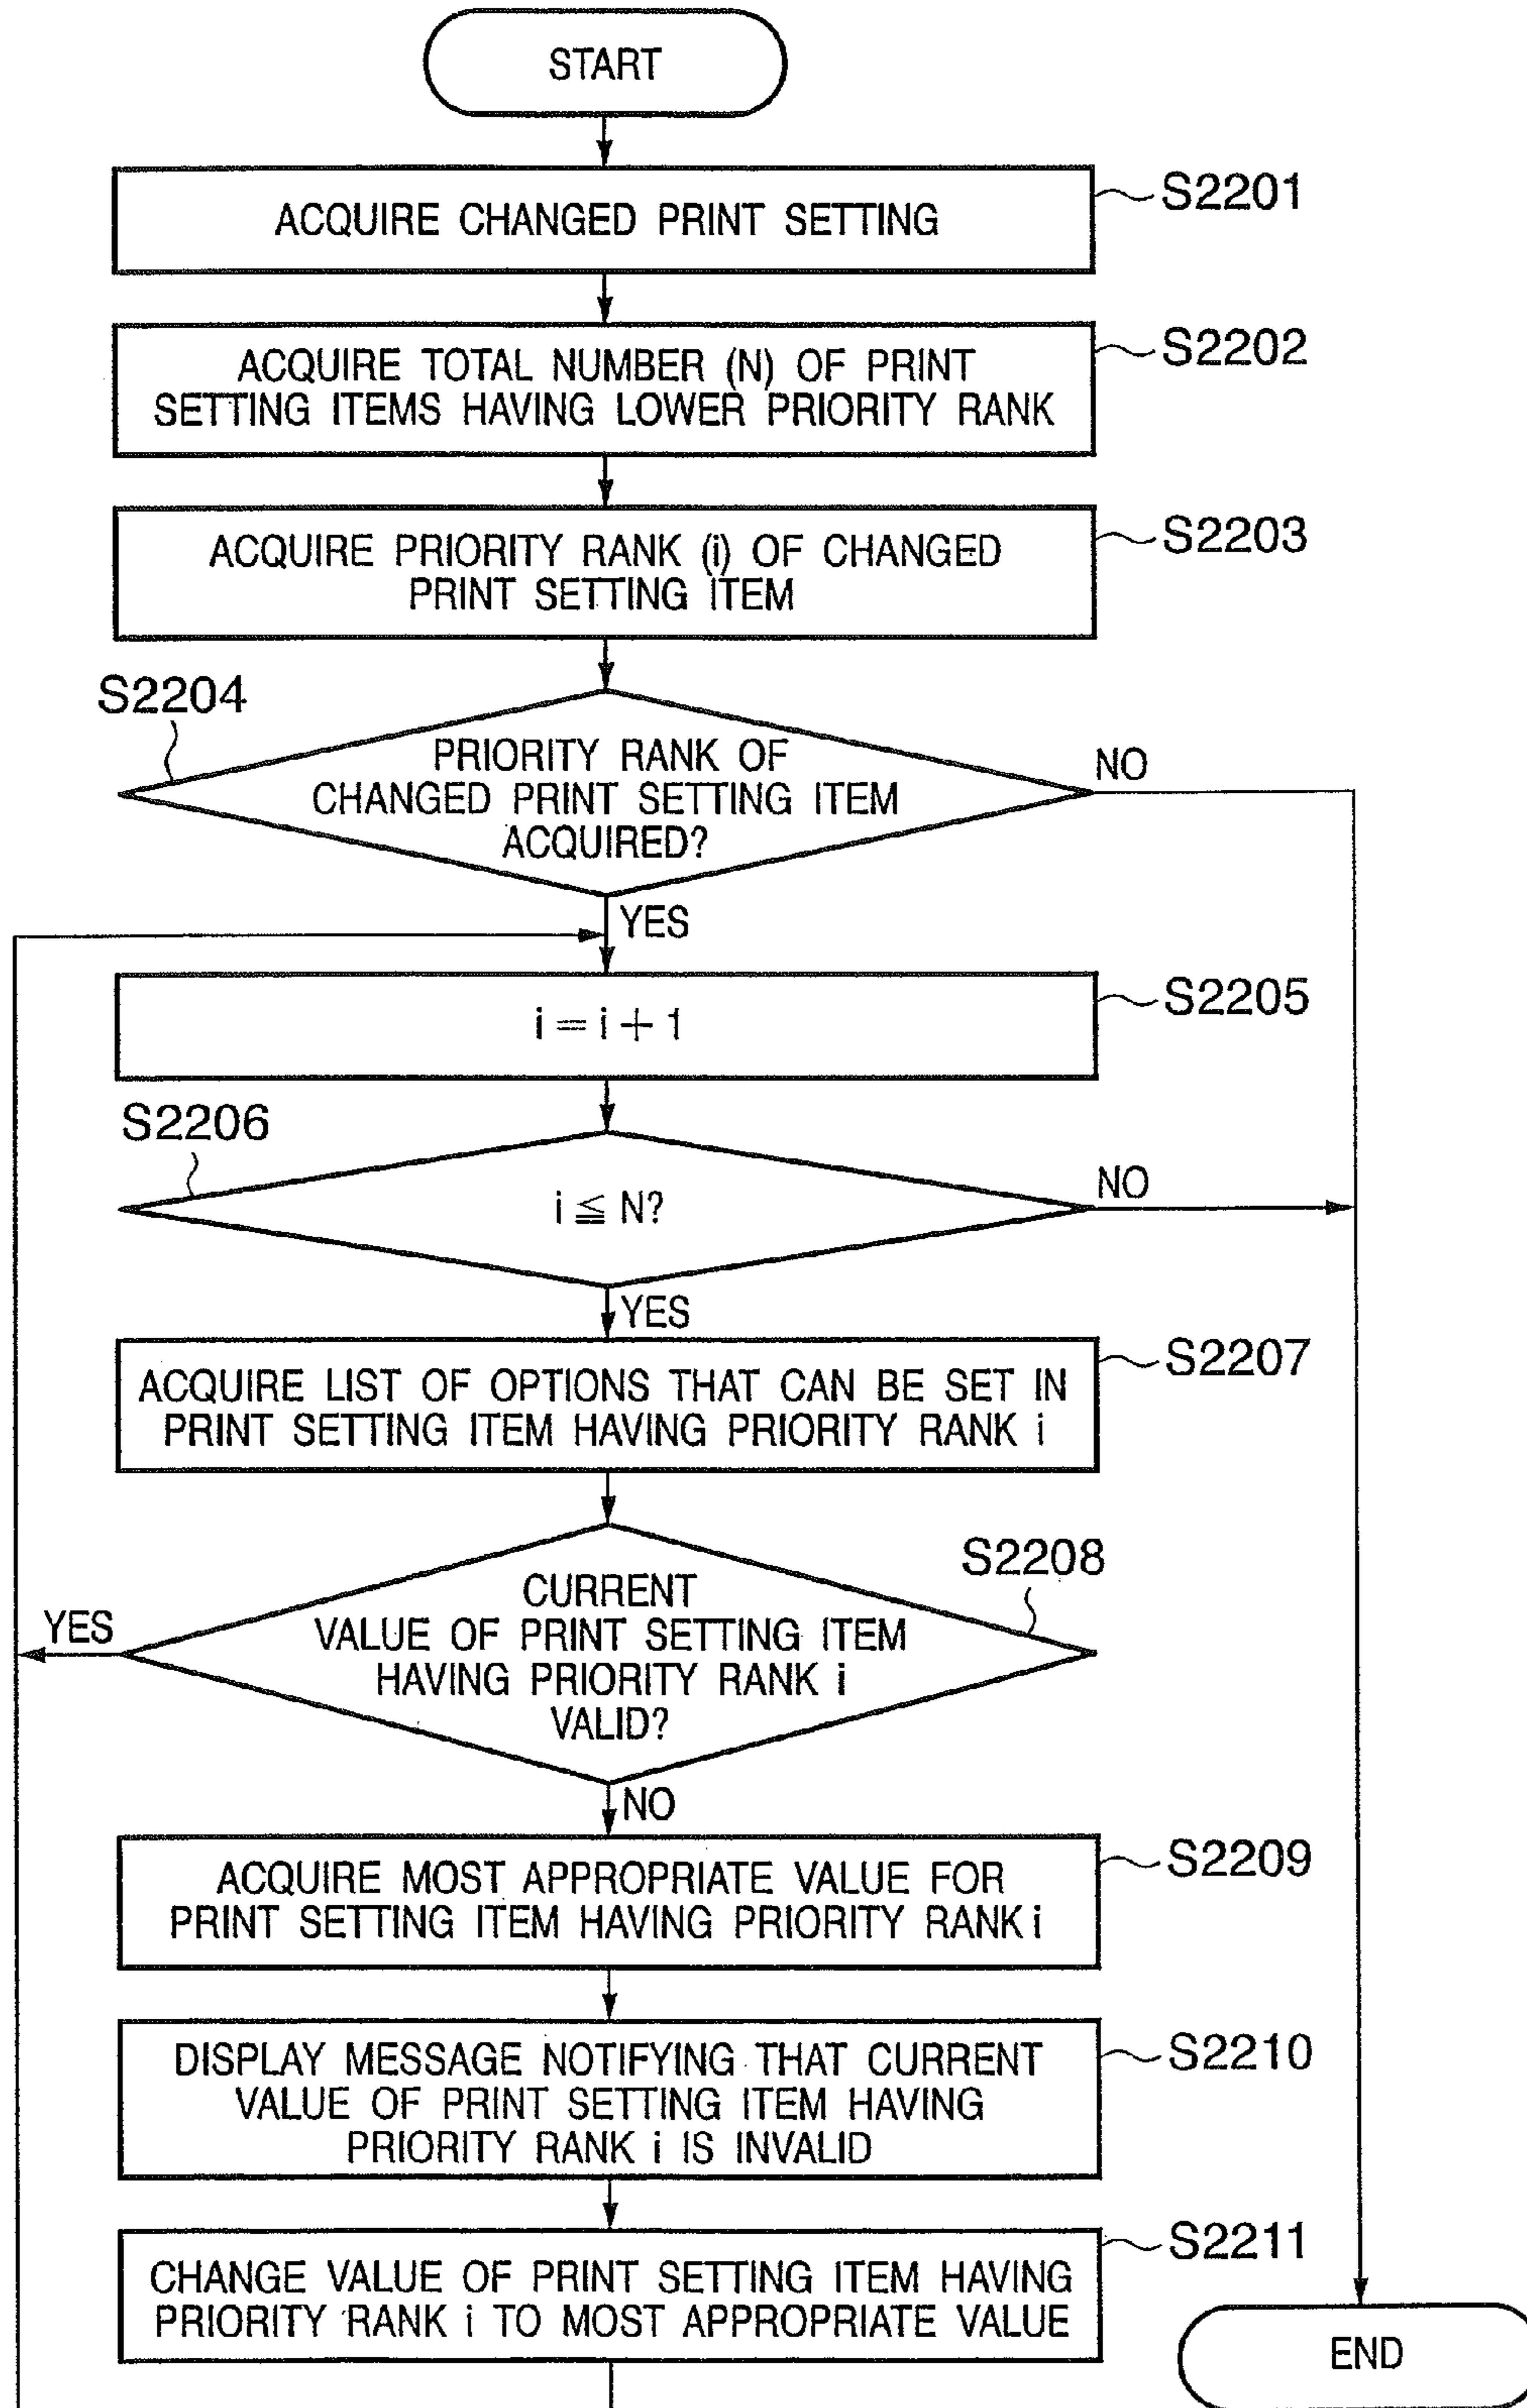 START
ACQUIRE CHANGED PRINT SETTING
S2201
ACQUIRE TOTAL NUMBER (N) OF PRINT
SETTING ITEMS HAVING LOWER PRIORITY RANK
S2202
ACQUIRE PRIORITY RANK (i) OF CHANGED
PRINT SETTING ITEM
S2203
S2204
PRIORITY RANK OF
CHANGED PRINT SETTING ITEM
ACQUIRED?
NO
YES
i = i + 1
S2205
S2206
i ≦ N?
NO
YES
ACQUIRE LIST OF OPTIONS THAT CAN BE SET IN
PRINT SETTING ITEM HAVING PRIORITY RANK i
S2207
S2208
CURRENT
VALUE OF PRINT SETTING ITEM
HAVING PRIORITY RANK i
VALID?
YES
NO
ACQUIRE MOST APPROPRIATE VALUE FOR
PRINT SETTING ITEM HAVING PRIORITY RANK i
S2209
DISPLAY MESSAGE NOTIFYING THAT CURRENT
VALUE OF PRINT SETTING ITEM HAVING
PRIORITY RANK i IS INVALID
S2210
CHANGE VALUE OF PRINT SETTING ITEM HAVING
PRIORITY RANK i TO MOST APPROPRIATE VALUE
S2211
END